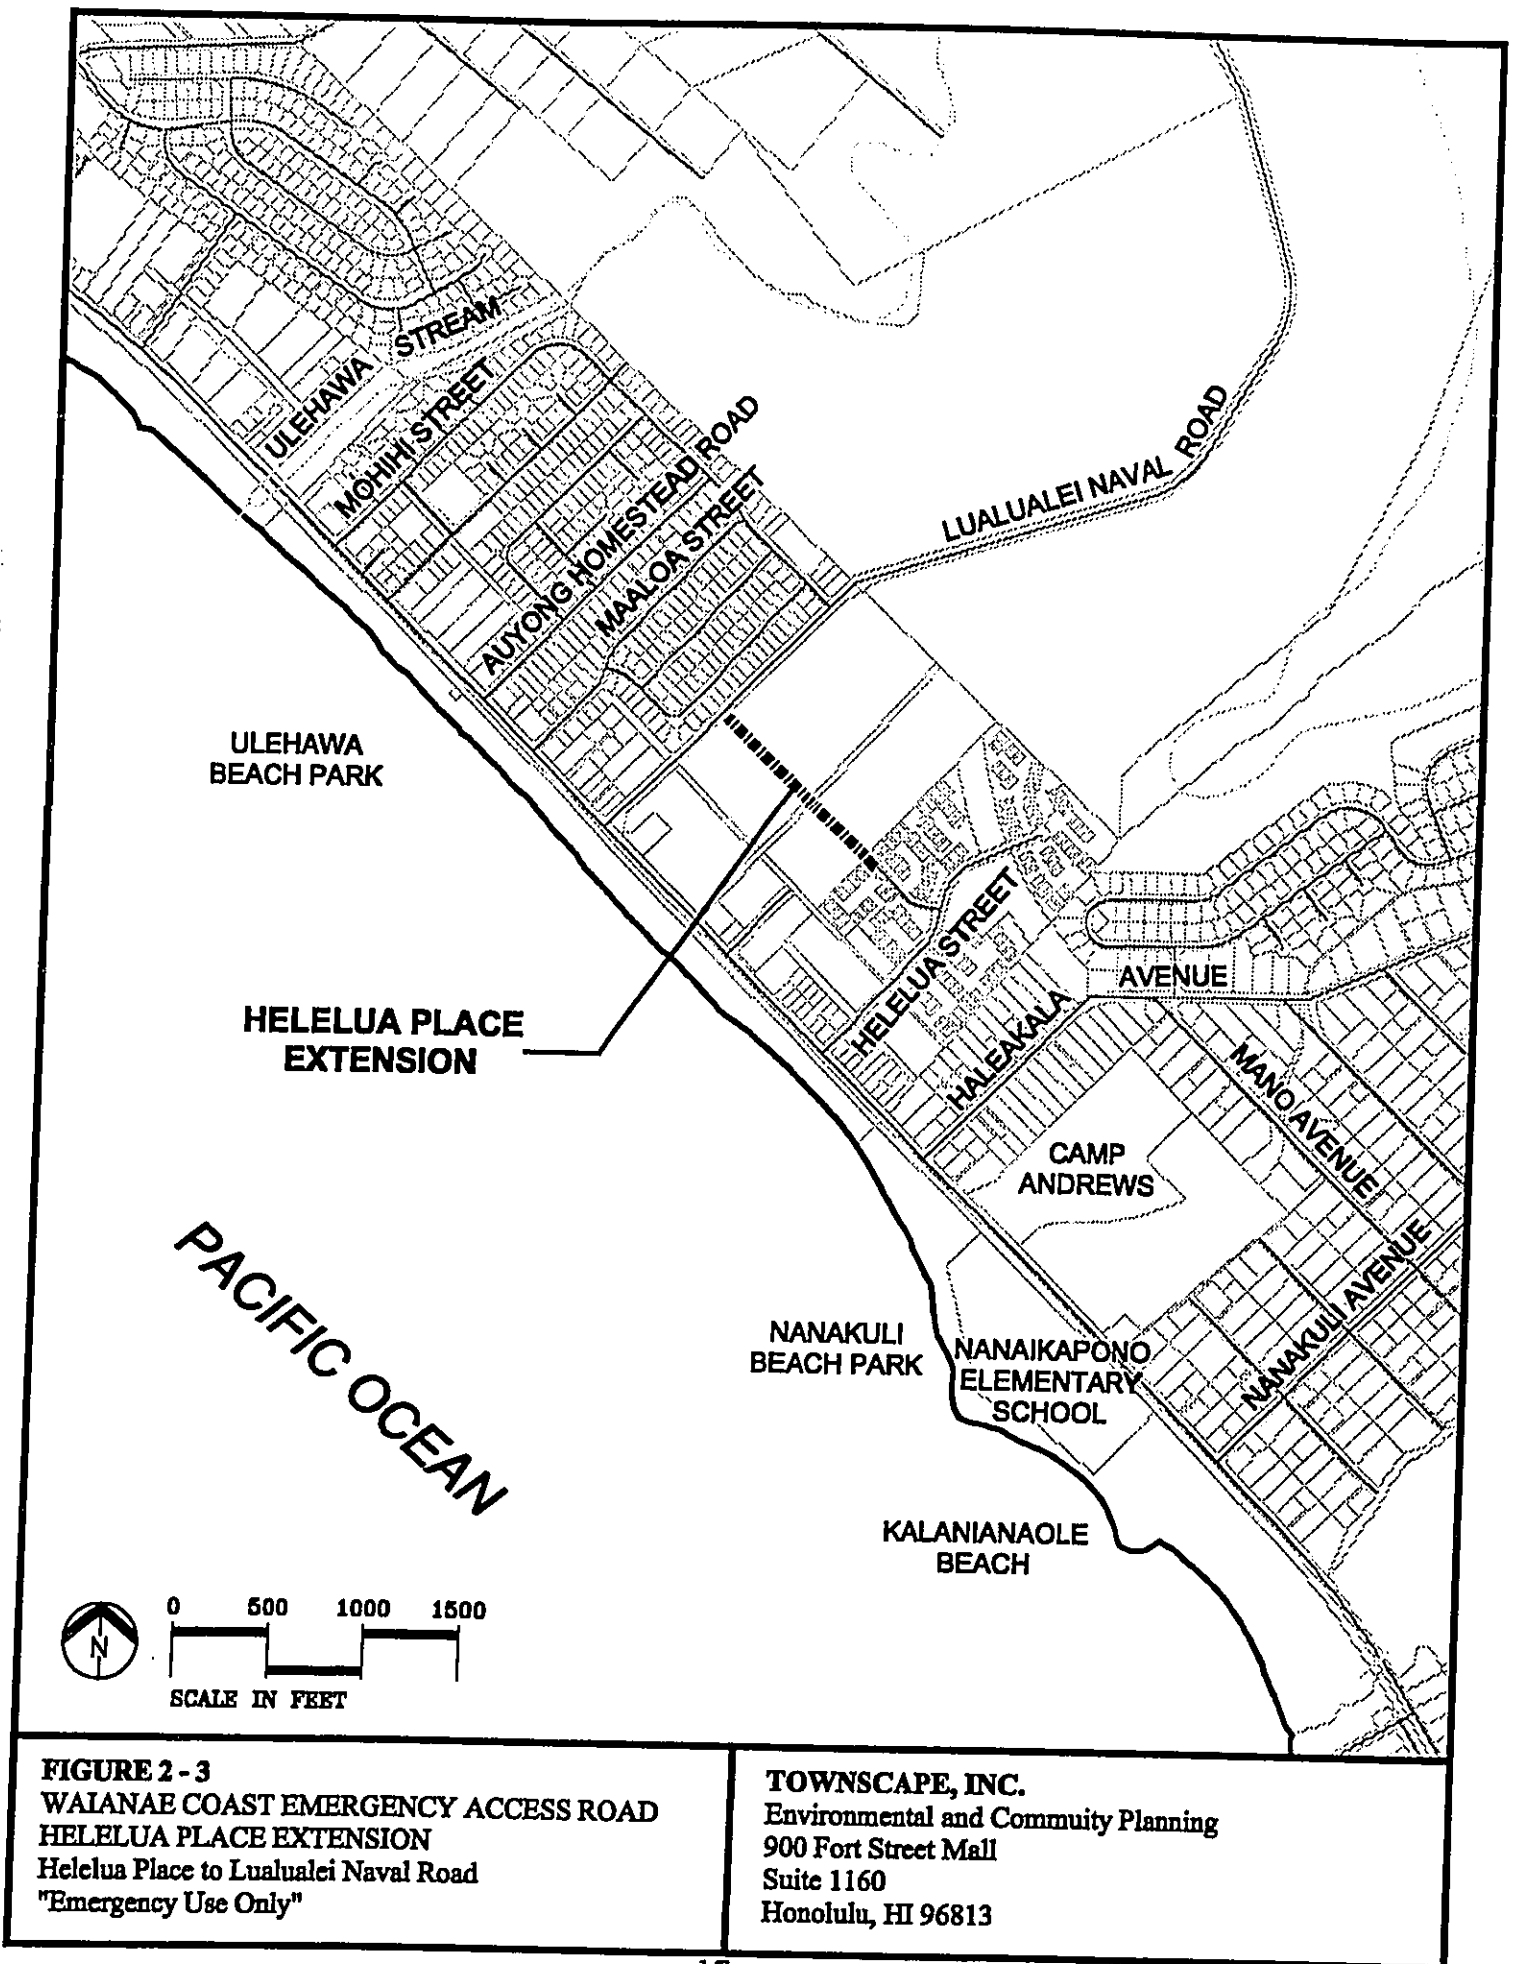 ULEHAWA STREAM
MOHIHI STREET
AUYONG HOMESTEAD ROAD
MAALOA STREET
LUALUALEI NAVAL ROAD
ULEHAWA
BEACH PARK
HELELUA PLACE
EXTENSION
HELELUA STREET
HALEAKALA AVENUE
MANO AVENUE
CAMP
ANDREWS
NANAKULI AVENUE
PACIFIC OCEAN
NANAKULI
BEACH PARK
NANAIKAPONO
ELEMENTARY
SCHOOL
KALANIANAOLE
BEACH
N
0 500 1000 1500
SCALE IN FEET
FIGURE 2 - 3
WAIANAE COAST EMERGENCY ACCESS ROAD
HELELUA PLACE EXTENSION
Helelua Place to Lualualei Naval Road
"Emergency Use Only"
TOWNSCAPE, INC.
Environmental and Commuity Planning
900 Fort Street Mall
Suite 1160
Honolulu, HI 96813